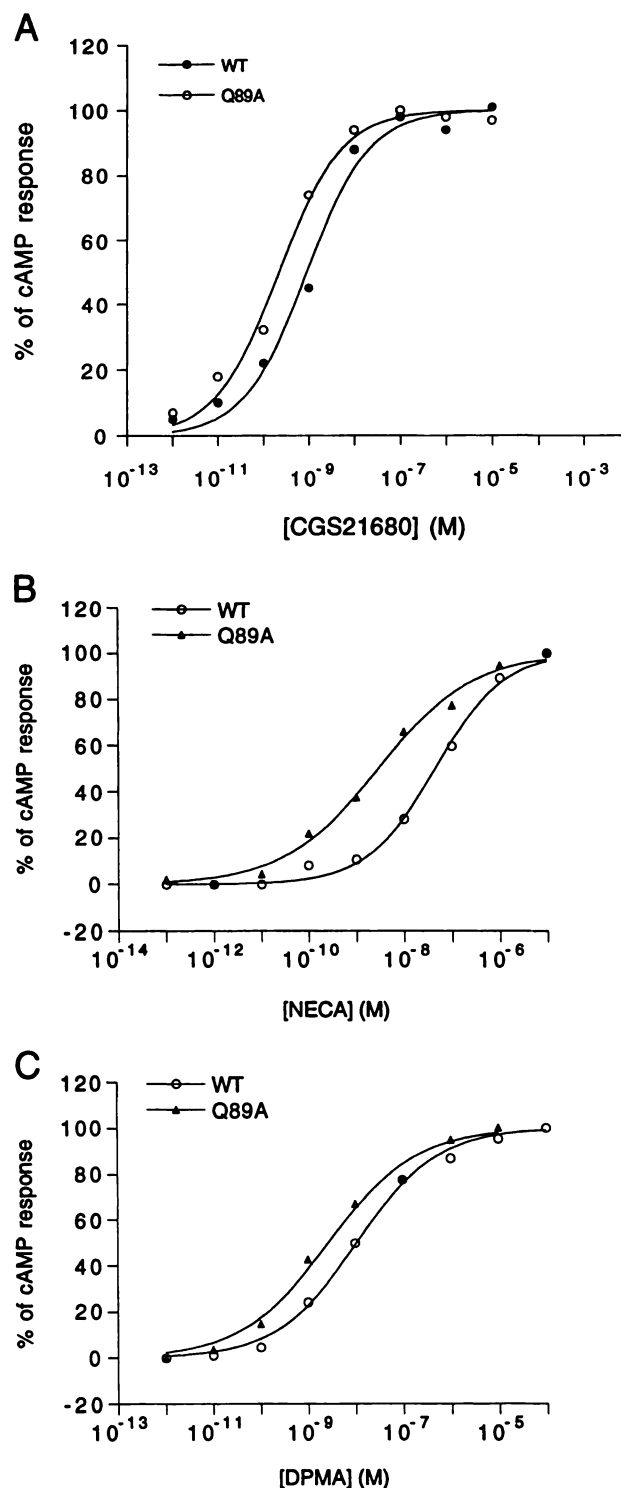 A
120
100
80
60
40
20
0
% of cAMP response
WT
Q89A
10⁻¹³ 10⁻¹¹ 10⁻⁹ 10⁻⁷ 10⁻⁵ 10⁻³
[CGS21680] (M)
B
120
100
80
60
40
20
0
-20
% of cAMP response
WT
Q89A
10⁻¹⁴ 10⁻¹² 10⁻¹⁰ 10⁻⁸ 10⁻⁶
[NECA] (M)
C
120
100
80
60
40
20
0
-20
% of cAMP response
WT
Q89A
10⁻¹³ 10⁻¹¹ 10⁻⁹ 10⁻⁷ 10⁻⁵
[DPMA] (M)